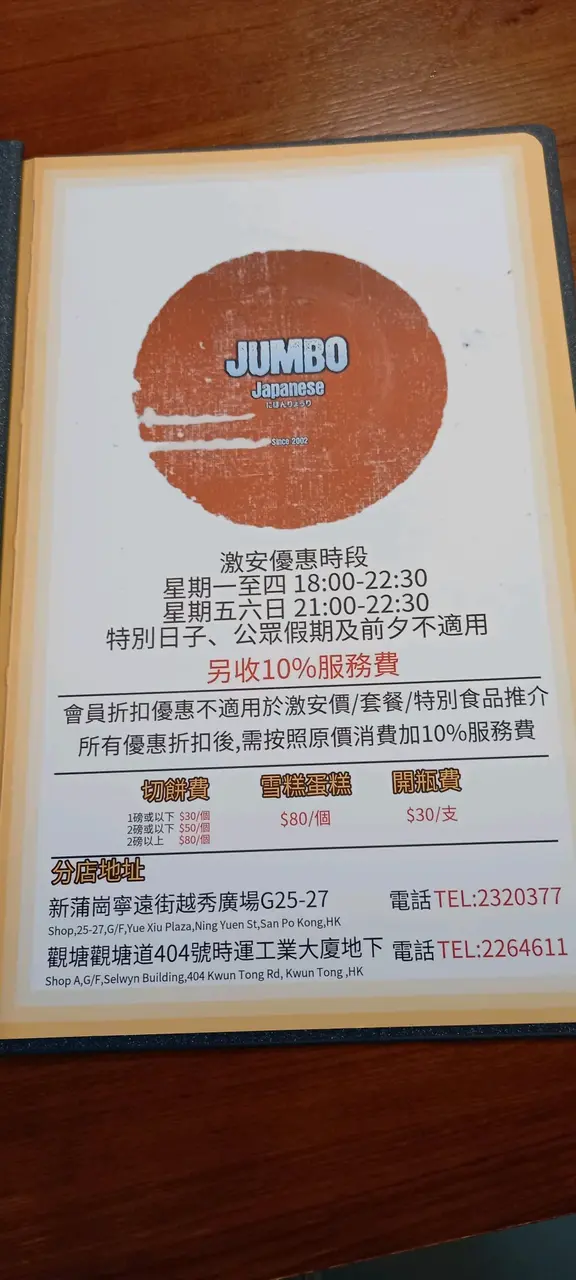 JUMBO
Japanese
にほんりょうり
Since 2002
激安優惠時段
星期一至四 18:00-22:30
星期五六日 21:00-22:30
特別日子、公眾假期及前夕不適用
另收10%服務費
會員折扣優惠不適用於激安價/套餐/特別食品推介
所有優惠折扣後,需按照原價消費加10%服務費
切餅費 雪糕蛋糕 開瓶費
1磅或以下 $30/個
2磅或以下 $50/個
2磅以上 $80/個
$80/個
$30/支
分店地址
新蒲崗寧遠街越秀廣場G25-27 電話TEL:2320377
Shop,25-27,G/F,Yue Xiu Plaza,Ning Yuen St,San Po Kong,HK
觀塘觀塘道404號時運工業大廈地下 電話TEL:2264611
Shop A,G/F,Selwyn Building,404 Kwun Tong Rd, Kwun Tong ,HK